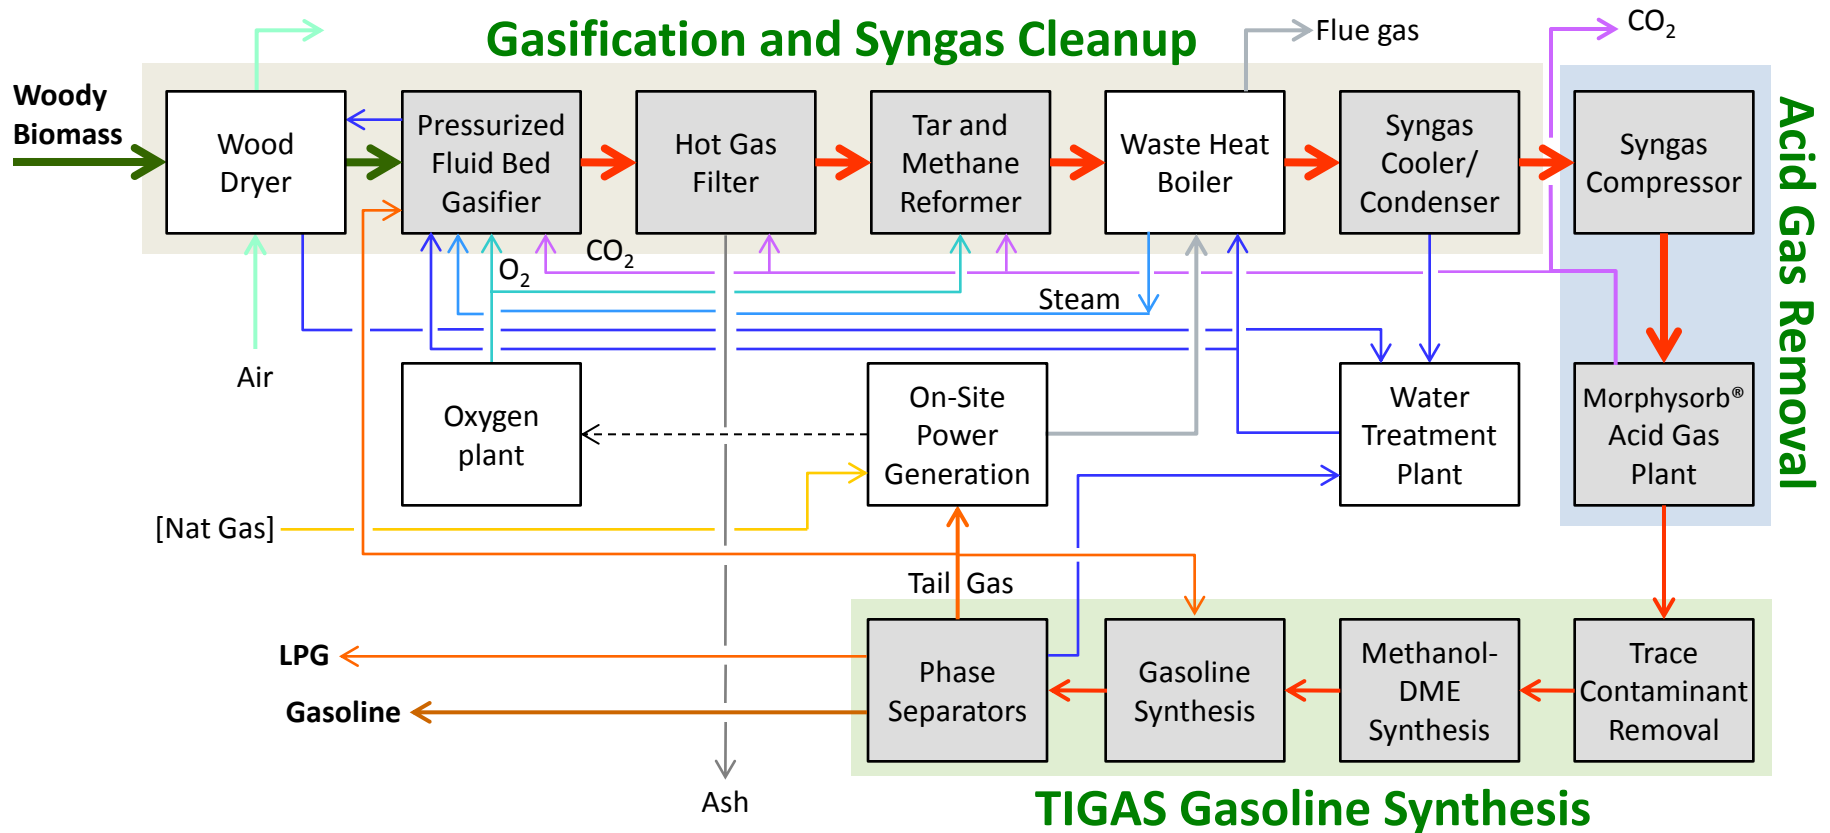 Gasification and Syngas Cleanup
Flue gas
CO₂
Woody
Biomass
Wood
Dryer
Pressurized
Fluid Bed
Gasifier
Hot Gas
Filter
Tar and
Methane
Reformer
Waste Heat
Boiler
Syngas
Cooler/
Condenser
Syngas
Compressor
Acid Gas Removal
CO₂
O₂
Steam
Air
Oxygen
plant
On-Site
Power
Generation
Water
Treatment
Plant
Morphysorb®
Acid Gas
Plant
[Nat Gas]
Tail Gas
LPG
Gasoline
Phase
Separators
Gasoline
Synthesis
Methanol-
DME
Synthesis
Trace
Contaminant
Removal
Ash
TIGAS Gasoline Synthesis